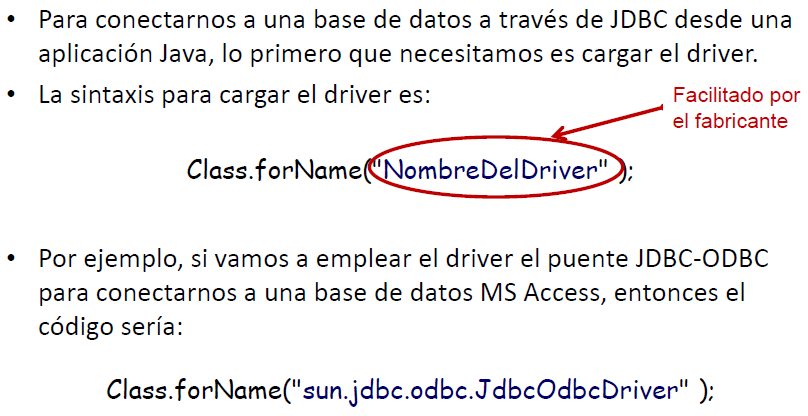 • Para conectarnos a una base de datos a través de JDBC desde una
aplicación Java, lo primero que necesitamos es cargar el driver.
• La sintaxis para cargar el driver es:
Facilitado por
el fabricante
Class.forName("NombreDelDriver" );
• Por ejemplo, si vamos a emplear el driver el puente JDBC-ODBC
para conectarnos a una base de datos MS Access, entonces el
código sería:
Class.forName("sun.jdbc.odbc.JdbcOdbcDriver" );